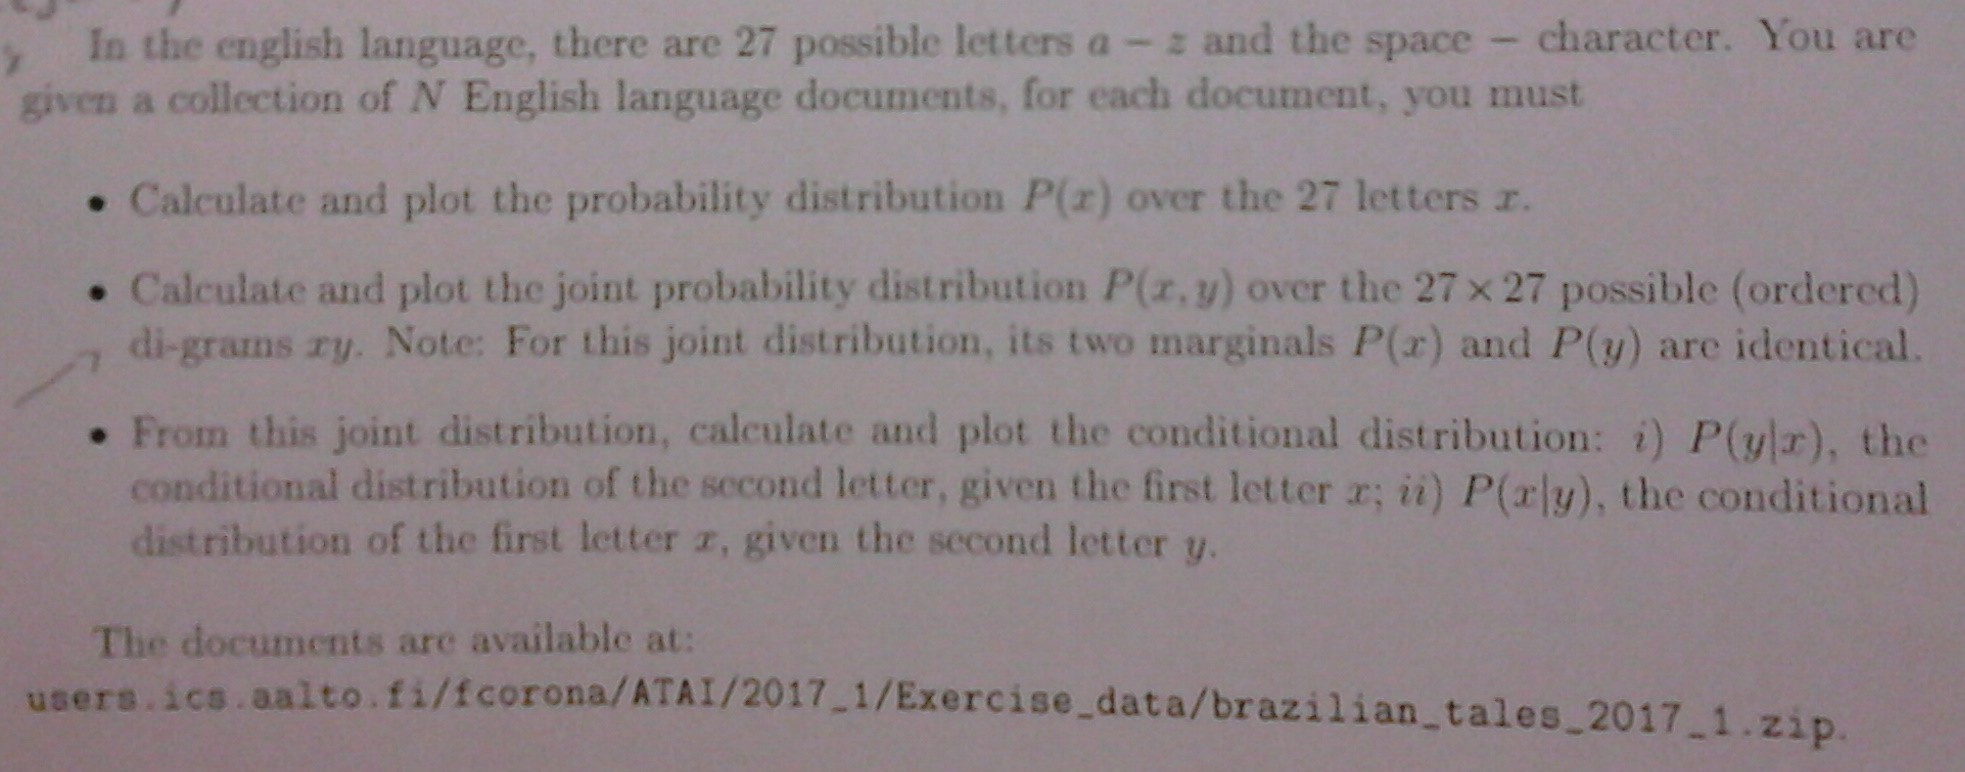 In the english language, there are 27 possible letters a – z and the space – character. You are
given a collection of N English language documents, for each document, you must
• Calculate and plot the probability distribution P(x) over the 27 letters x.
• Calculate and plot the joint probability distribution P(x, y) over the 27 × 27 possible (ordered)
di-grams xy. Note: For this joint distribution, its two marginals P(x) and P(y) are identical.
• From this joint distribution, calculate and plot the conditional distribution: i) P(y|x), the
conditional distribution of the second letter, given the first letter x; ii) P(x|y), the conditional
distribution of the first letter x, given the second letter y.
The documents are available at:
users.ics.aalto.fi/fcorona/ATAI/2017_1/Exercise_data/brazilian_tales_2017_1.zip.